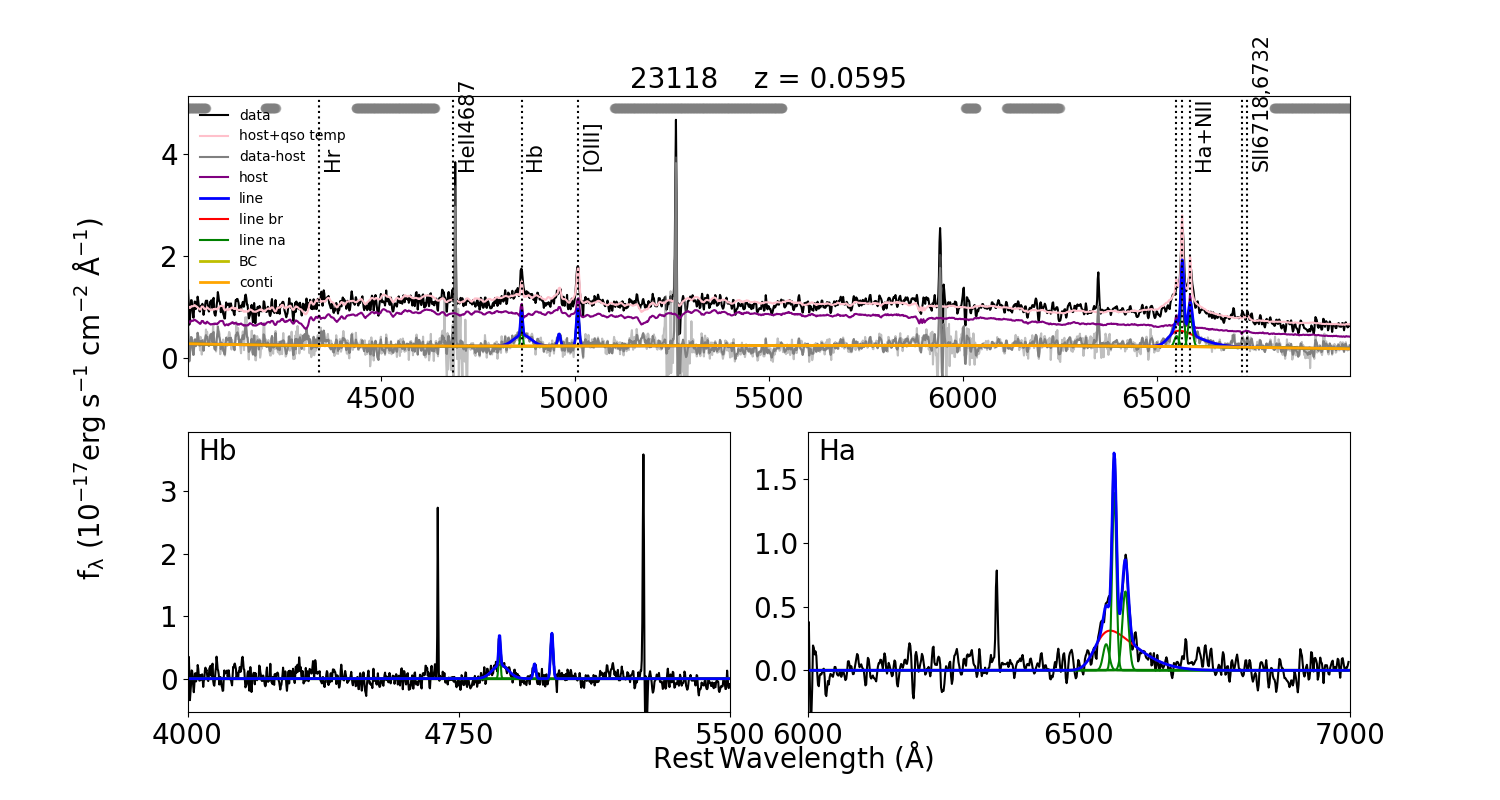 23118    z = 0.0595
data
host+qso temp
data-host
host
line
line br
line na
BC
conti
Hr
HeII4687
Hb
[OIII]
Ha+NII
SII6718,6732
4
2
0
4500 5000 5500 6000 6500
f_λ (10^{-17}erg s^{-1} cm^{-2} Å^{-1})
Hb
3
2
1
0
4000 4750 5500
Ha
1.5
1.0
0.5
0.0
6000 6500 7000
Rest Wavelength (Å)